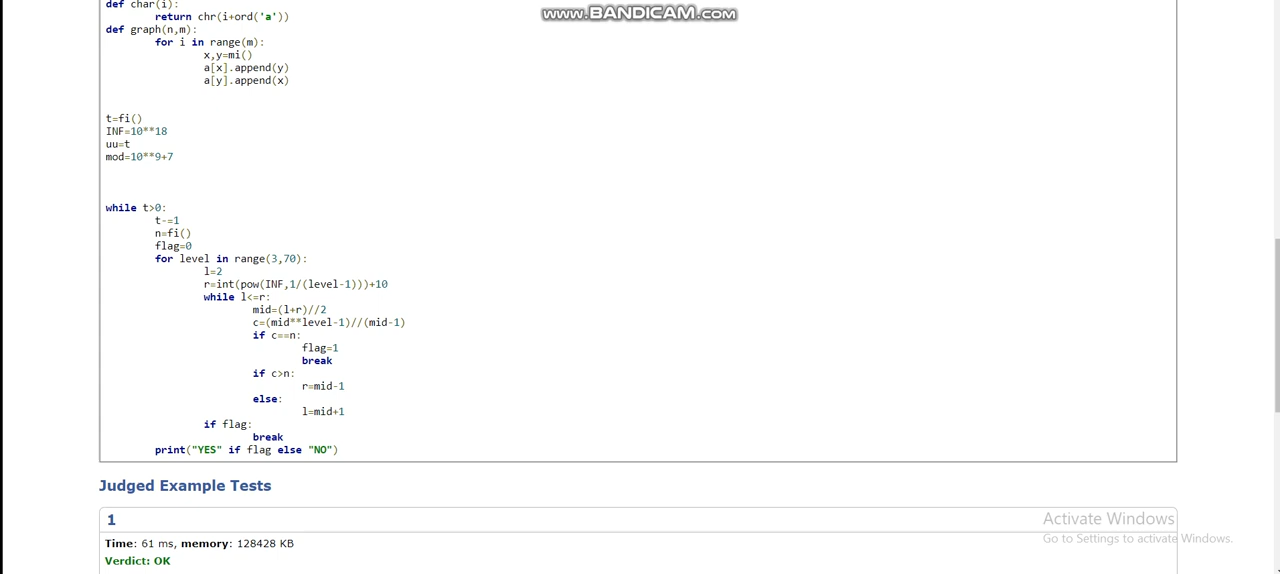 www.BANDICAM.com
def char(i):
return chr(i+ord('a'))
def graph(n,m):
for i in range(m):
x,y=mi()
a[x].append(y)
a[y].append(x)
t=fi()
INF=10**18
uu=t
mod=10**9+7
while t>0:
t-=1
n=fi()
flag=0
for level in range(3,70):
l=2
r=int(pow(INF,1/(level-1)))+10
while l<=r:
mid=(l+r)//2
c=(mid**level-1)//(mid-1)
if c==n:
flag=1
break
if c>n:
r=mid-1
else:
l=mid+1
if flag:
break
print("YES" if flag else "NO")
Judged Example Tests
1
Time: 61 ms, memory: 128428 KB
Verdict: OK
Activate Windows
Go to Settings to activate Windows.